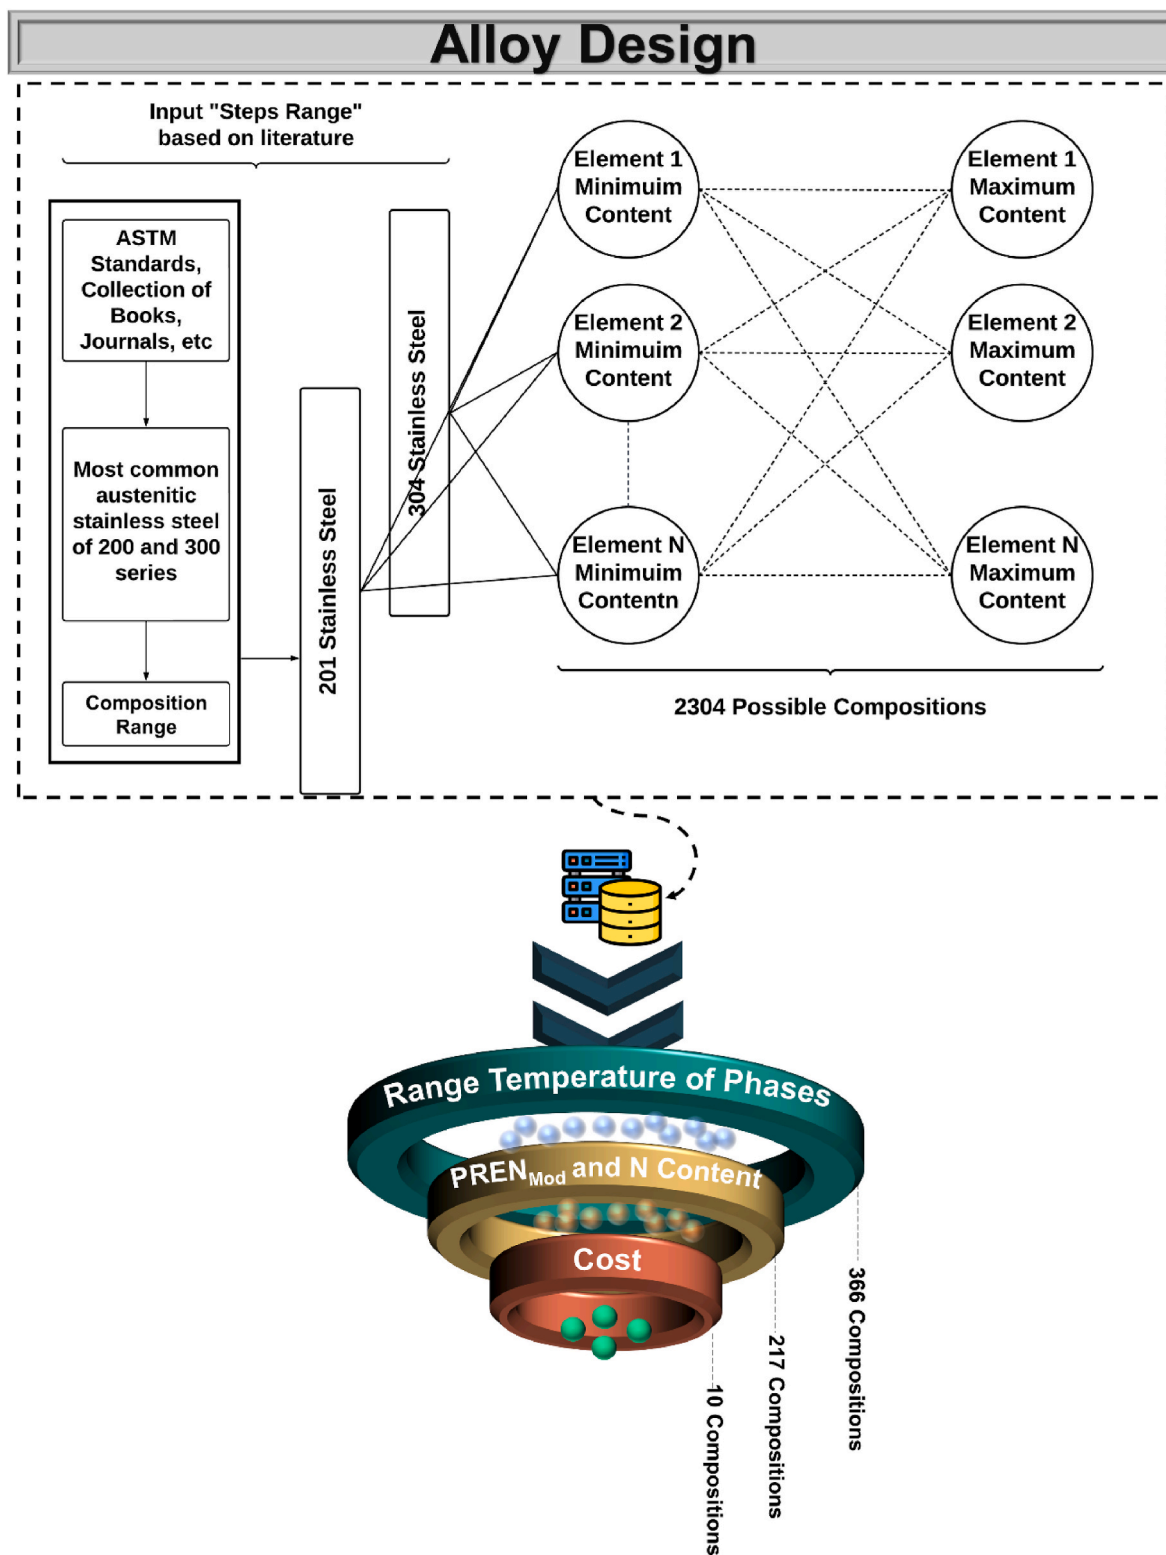 Alloy Design
Input "Steps Range"
based on literature
ASTM
Standards,
Collection of
Books,
Journals, etc
Most common
austenitic
stainless steel
of 200 and 300
series
Composition
Range
201 Stainless Steel
304 Stainless Steel
Element 1
Minimuim
Content
Element 2
Minimuim
Content
Element N
Minimuim
Contentn
Element 1
Maximum
Content
Element 2
Maximum
Content
Element N
Maximum
Content
2304 Possible Compositions
Range Temperature of Phases
PREN_Mod and N Content
Cost
366 Compositions
217 Compositions
10 Compositions